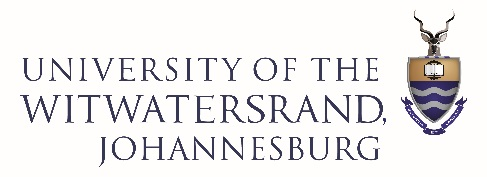 UNIVERSITY OF THE
WITWATERSRAND,
JOHANNESBURG